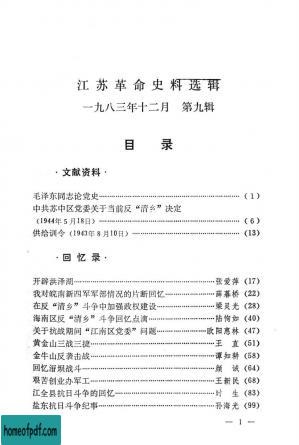 江苏革命史料选辑
一九八三年十二月 第九辑
目录
·文献资料·
毛泽东同志论党史……(1)
中共苏中区党委关于当前反“清乡”决定
(1944年5月18日)……(6)
供给训令(1943年8月10日)……(13)
·回忆录·
开辟洪泽湖……张爱萍(17)
我对皖南新四军军部情况的片断回忆……薛暮桥(22)
在反“清乡”斗争中加强政权建设……梁灵光(28)
海南区反“清乡”斗争回忆点滴……陆恂如(40)
关于抗战期间“江南区党委”问题……欧阳惠林(47)
黄金山三战三捷……王直(51)
金牛山反袭击战……谭知耕(58)
回忆涧坝战斗……颜诚(65)
艰苦创业办军工……王新民(68)
江全县抗日斗争的回忆……叶生(85)
盐东抗日斗争纪事……孙海光(99)
— 1 —
homeofpdf.com
homeofpdf.com